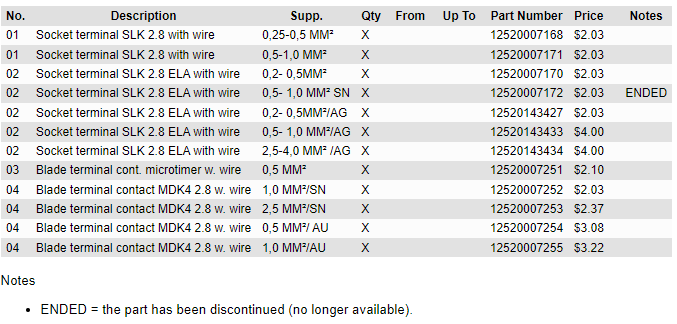 No. Description Supp. Qty From Up To Part Number Price Notes
01 Socket terminal SLK 2.8 with wire 0,25-0,5 MM² X 12520007168 $2.03
01 Socket terminal SLK 2.8 with wire 0,5-1,0 MM² X 12520007171 $2.03
02 Socket terminal SLK 2.8 ELA with wire 0,2- 0,5MM² X 12520007170 $2.03
02 Socket terminal SLK 2.8 ELA with wire 0,5- 1,0 MM² SN X 12520007172 $2.03 ENDED
02 Socket terminal SLK 2.8 ELA with wire 0,2- 0,5MM²/AG X 12520143427 $2.03
02 Socket terminal SLK 2.8 ELA with wire 0,5- 1,0 MM²/AG X 12520143433 $4.00
02 Socket terminal SLK 2.8 ELA with wire 2,5-4,0 MM² /AG X 12520143434 $4.00
03 Blade terminal cont. microtimer w. wire 0,5 MM² X 12520007251 $2.10
04 Blade terminal contact MDK4 2.8 w. wire 1,0 MM²/SN X 12520007252 $2.03
04 Blade terminal contact MDK4 2.8 w. wire 2,5 MM²/SN X 12520007253 $2.37
04 Blade terminal contact MDK4 2.8 w. wire 0,5 MM²/ AU X 12520007254 $3.08
04 Blade terminal contact MDK4 2.8 w. wire 1,0 MM²/AU X 12520007255 $3.22
Notes
• ENDED = the part has been discontinued (no longer available).